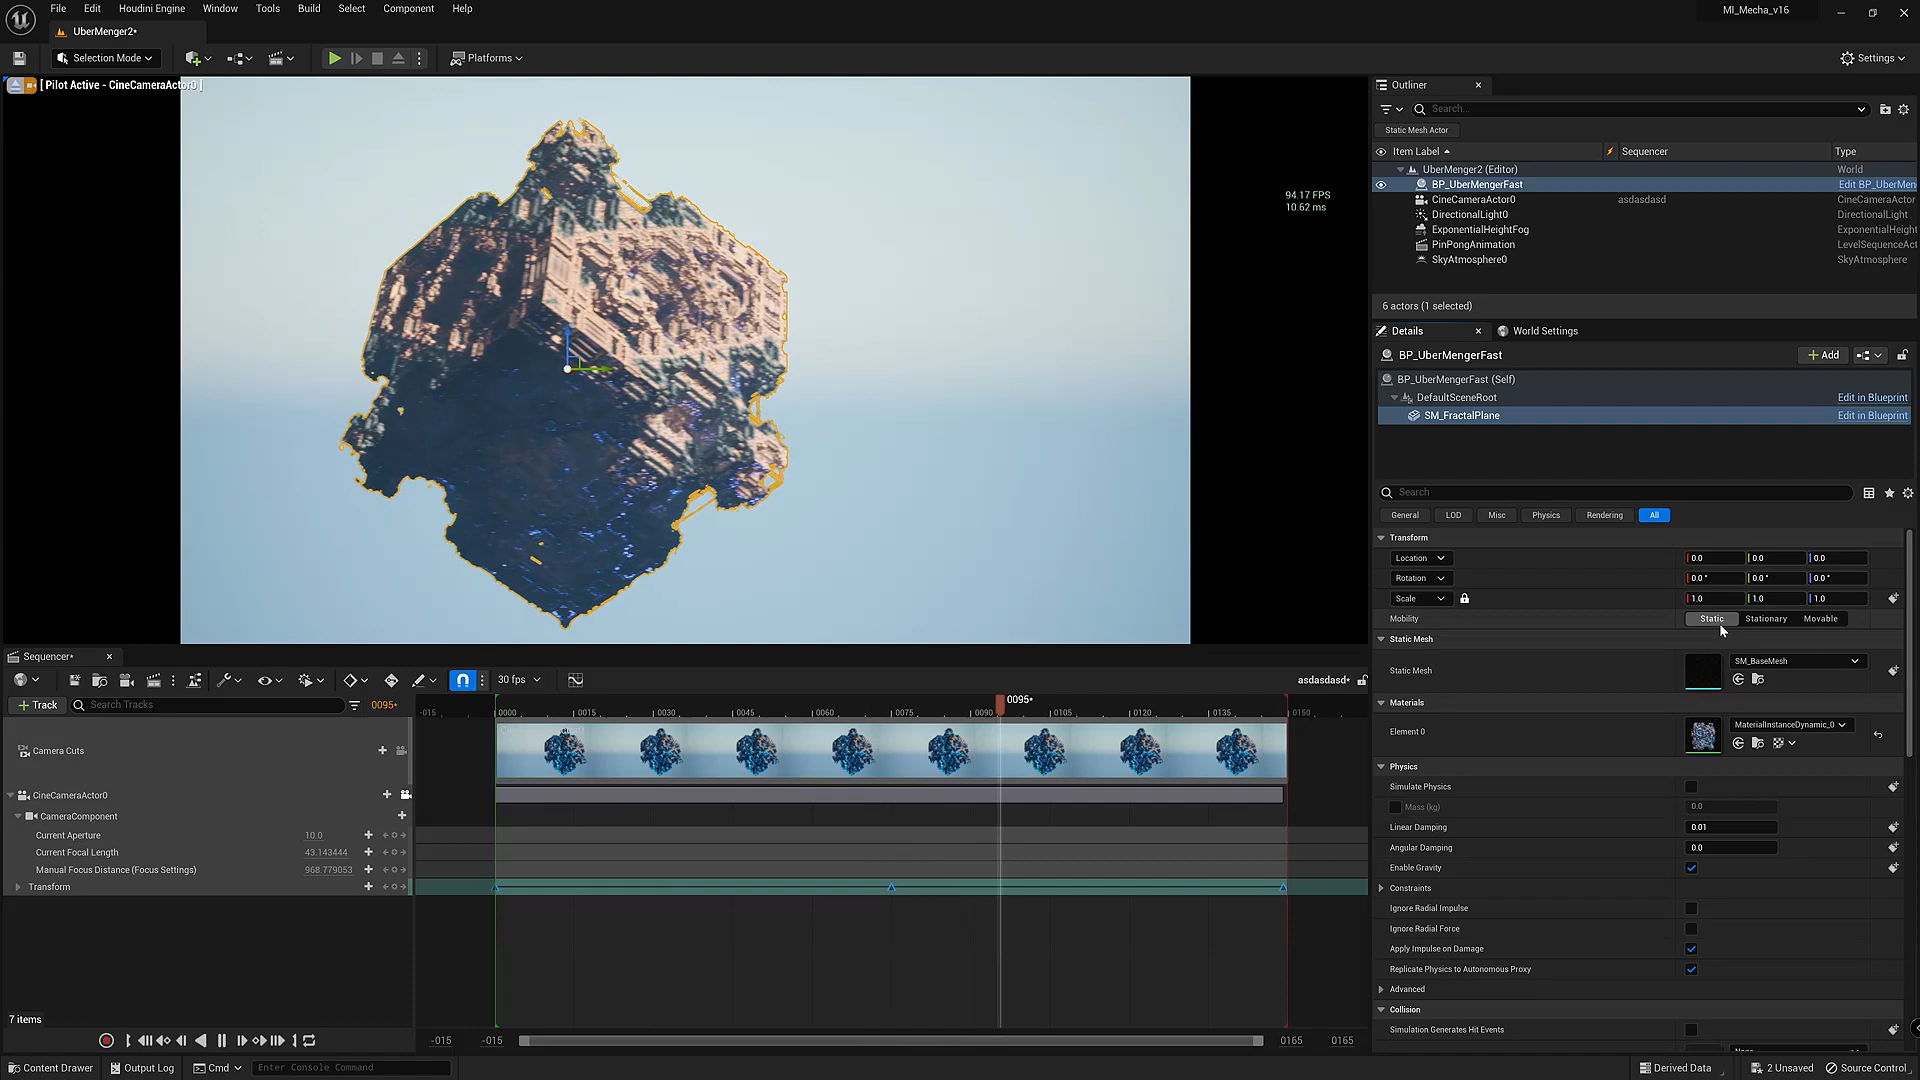 File Edit Houdini Engine Window Tools Build Select Actor Component Help
MI_Mecha_v16
UberMenger2•
Selection Mode
Platforms
Settings
[ Pilot Active - CineCameraActor0 ]
94.17 FPS
10.62 ms
Outliner
Search...
Static Mesh Actor
Item Label Sequencer Type
UberMenger2 (Editor) World
BP_UberMengerFast Edit BP_UberMen
CineCameraActor0 asdasdasd CineCameraActor
DirectionalLight0 DirectionalLight
ExponentialHeightFog ExponentialHeight
PinPongAnimation LevelSequenceAct
SkyAtmosphere0 SkyAtmosphere
6 actors (1 selected)
Details World Settings
BP_UberMengerFast Add
BP_UberMengerFast (Self)
DefaultSceneRoot Edit in Blueprint
SM_FractalPlane Edit in Blueprint
Search
General LOD Misc Physics Rendering All
Transform
Location 0.0 0.0 0.0
Rotation 0.0° 0.0° 0.0°
Scale 1.0 1.0 1.0
Mobility Static Stationary Movable
Static Mesh
Static Mesh SM_BaseMesh
Materials
Element 0 MaterialInstanceDynamic_0
Physics
Simulate Physics
Mass (kg) 0.0
Linear Damping 0.01
Angular Damping 0.0
Enable Gravity
Constraints
Ignore Radial Impulse
Ignore Radial Force
Apply Impulse on Damage
Replicate Physics to Autonomous Proxy
Advanced
Collision
Simulation Generates Hit Events
Sequencer•
30 fps
asdasdasd•
Track
Search Tracks
0095•
-015 0000 0015 0030 0045 0060 0075 0090 0095• 0105 0120 0135 0150
Camera Cuts
CineCameraActor0
CameraComponent
Current Aperture 10.0
Current Focal Length 43.143444
Manual Focus Distance (Focus Settings) 968.779053
Transform
7 items
-015 -015 0165 0165
Content Drawer Output Log Cmd Enter Console Command
Derived Data 2 Unsaved Source Control